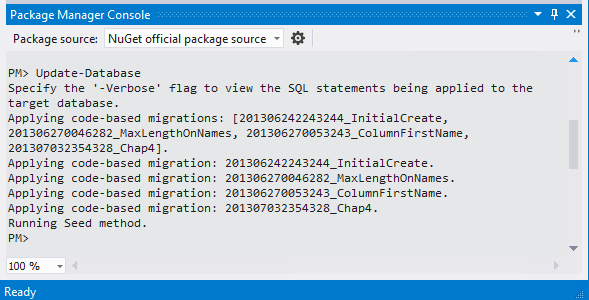 Package Manager Console
Package source: NuGet official package source
PM> Update-Database
Specify the '-Verbose' flag to view the SQL statements being applied to the
target database.
Applying code-based migrations: [201306242243244_InitialCreate,
201306270046282_MaxLengthOnNames, 201306270053243_ColumnFirstName,
201307032354328_Chap4].
Applying code-based migration: 201306242243244_InitialCreate.
Applying code-based migration: 201306270046282_MaxLengthOnNames.
Applying code-based migration: 201306270053243_ColumnFirstName.
Applying code-based migration: 201307032354328_Chap4.
Running Seed method.
PM>
100 %
Ready